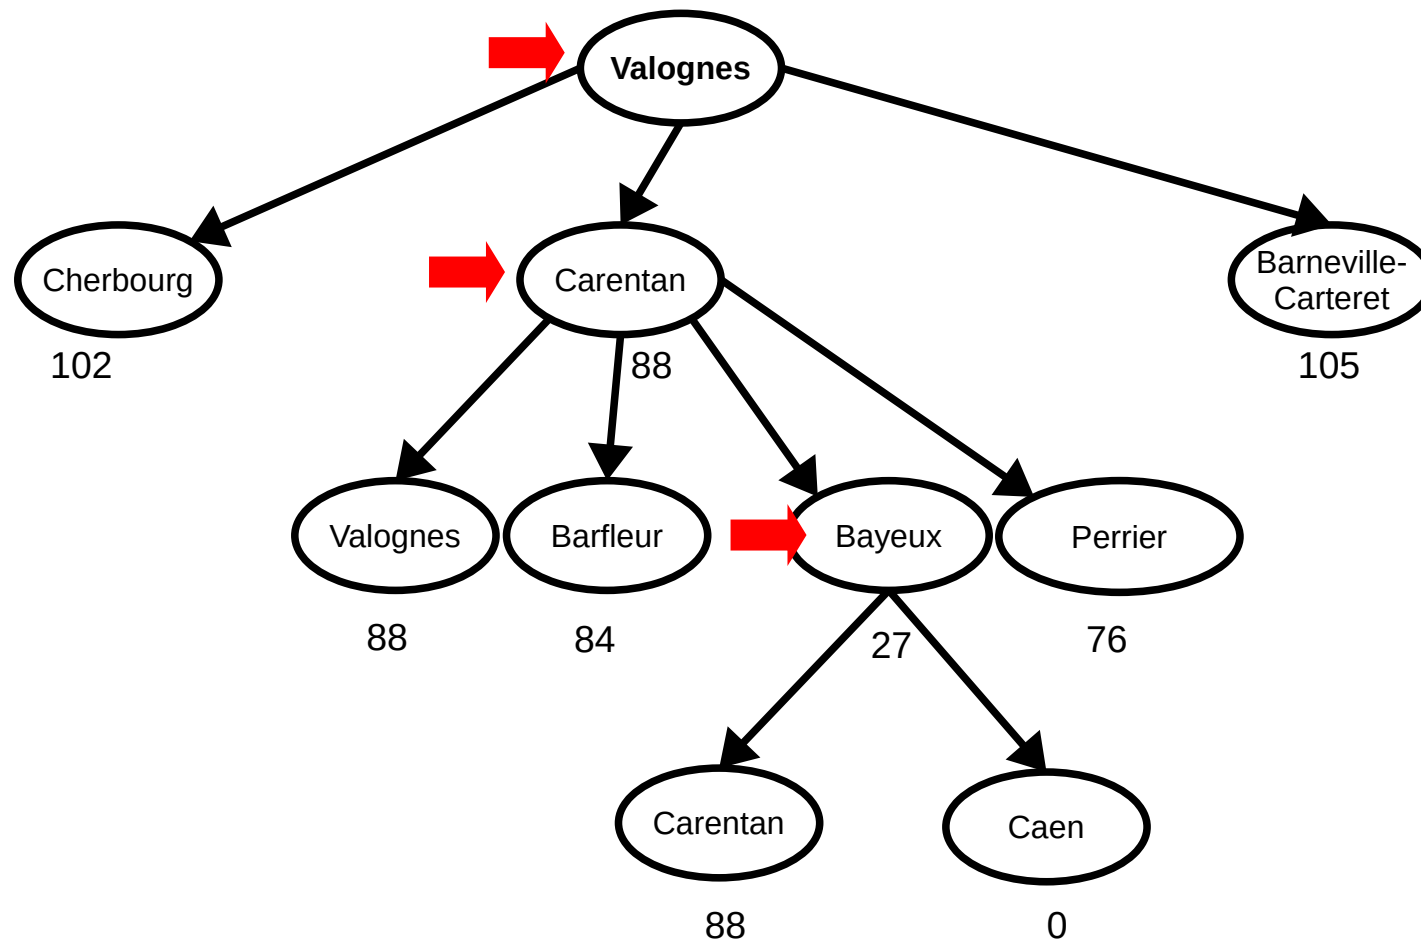 Valognes
Cherbourg
Carentan
Barneville-
Carteret
102
88
105
Valognes
Barfleur
Bayeux
Perrier
88
84
27
76
Carentan
Caen
88
0